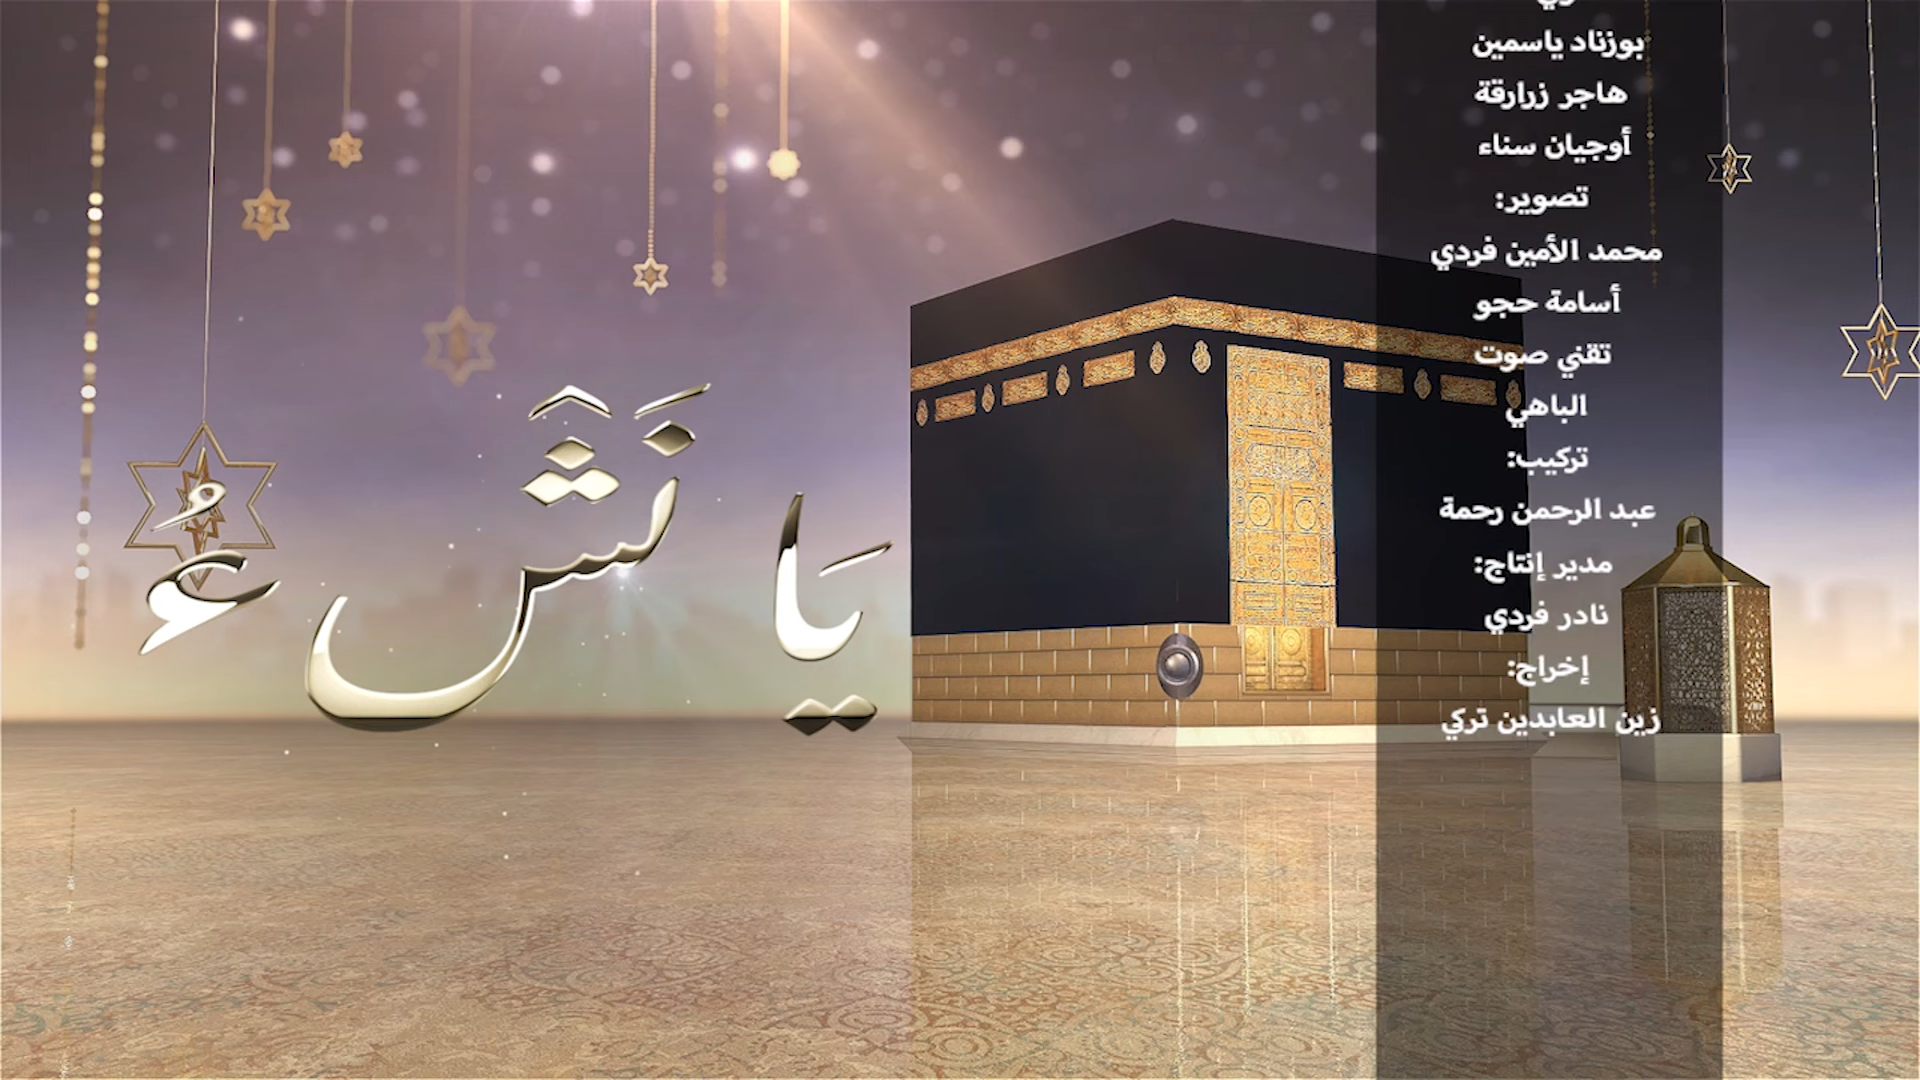 يَا نَشْءُ
بوزناد ياسمين
هاجر زرارقة
أوجيان سناء
تصوير:
محمد الأمين فردي
أسامة حجو
تقني صوت
الباهي
تركيب:
عبد الرحمن رحمة
مدير إنتاج:
نادر فردي
إخراج:
زين العابدين تركي